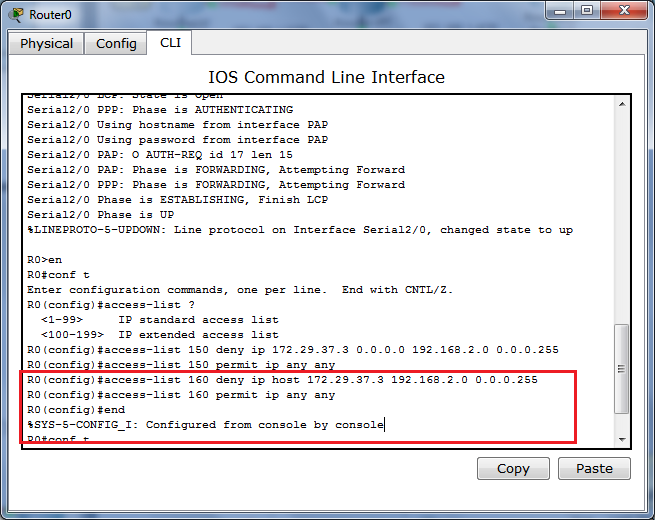 Router0
Physical Config CLI
IOS Command Line Interface
Serial2/0 LCP: State is Open
Serial2/0 PPP: Phase is AUTHENTICATING
Serial2/0 Using hostname from interface PAP
Serial2/0 Using password from interface PAP
Serial2/0 PAP: O AUTH-REQ id 17 len 15
Serial2/0 PAP: Phase is FORWARDING, Attempting Forward
Serial2/0 PPP: Phase is FORWARDING, Attempting Forward
Serial2/0 Phase is ESTABLISHING, Finish LCP
Serial2/0 Phase is UP
%LINEPROTO-5-UPDOWN: Line protocol on Interface Serial2/0, changed state to up
R0>en
R0#conf t
Enter configuration commands, one per line.  End with CNTL/Z.
R0(config)#access-list ?
<1-99>     IP standard access list
<100-199>  IP extended access list
R0(config)#access-list 150 deny ip 172.29.37.3 0.0.0.0 192.168.2.0 0.0.0.255
R0(config)#access-list 150 permit ip any any
R0(config)#access-list 160 deny ip host 172.29.37.3 192.168.2.0 0.0.0.255
R0(config)#access-list 160 permit ip any any
R0(config)#end
%SYS-5-CONFIG_I: Configured from console by console
R0#conf t
Copy Paste